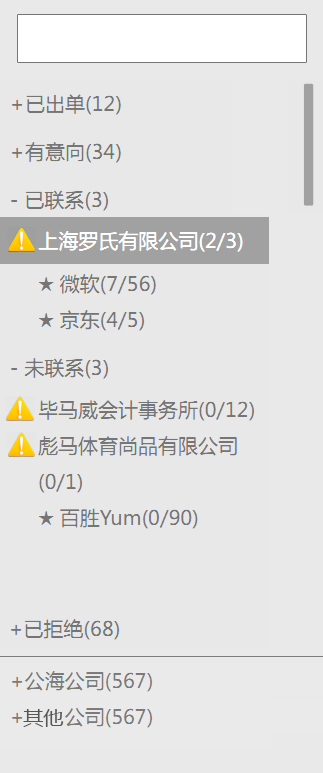 +已出单(12)
+有意向(34)
- 已联系(3)
上海罗氏有限公司(2/3)
★ 微软(7/56)
★ 京东(4/5)
- 未联系(3)
毕马威会计事务所(0/12)
彪马体育尚品有限公司
(0/1)
★ 百胜Yum(0/90)
+已拒绝(68)
+公海公司(567)
+其他公司(567)